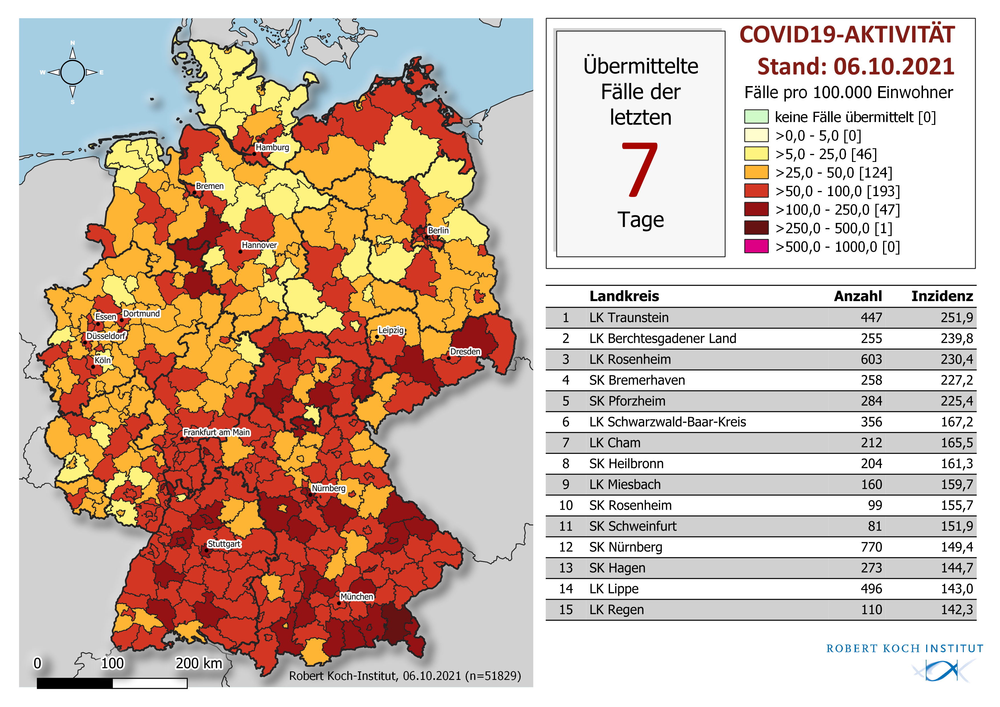 N
W
E
S
Hamburg
Bremen
Berlin
Hannover
Essen
Dortmund
Düsseldorf
Leipzig
Dresden
Köln
Frankfurt am Main
Nürnberg
Stuttgart
München
0 100 200 km
Robert Koch-Institut, 06.10.2021 (n=51829)
Übermittelte
Fälle der
letzten
7
Tage
COVID19-AKTIVITÄT
Stand: 06.10.2021
Fälle pro 100.000 Einwohner
keine Fälle übermittelt [0]
>0,0 - 5,0 [0]
>5,0 - 25,0 [46]
>25,0 - 50,0 [124]
>50,0 - 100,0 [193]
>100,0 - 250,0 [47]
>250,0 - 500,0 [1]
>500,0 - 1000,0 [0]
Landkreis Anzahl Inzidenz
1 LK Traunstein 447 251,9
2 LK Berchtesgadener Land 255 239,8
3 LK Rosenheim 603 230,4
4 SK Bremerhaven 258 227,2
5 SK Pforzheim 284 225,4
6 LK Schwarzwald-Baar-Kreis 356 167,2
7 LK Cham 212 165,5
8 SK Heilbronn 204 161,3
9 LK Miesbach 160 159,7
10 SK Rosenheim 99 155,7
11 SK Schweinfurt 81 151,9
12 SK Nürnberg 770 149,4
13 SK Hagen 273 144,7
14 LK Lippe 496 143,0
15 LK Regen 110 142,3
ROBERT KOCH INSTITUT